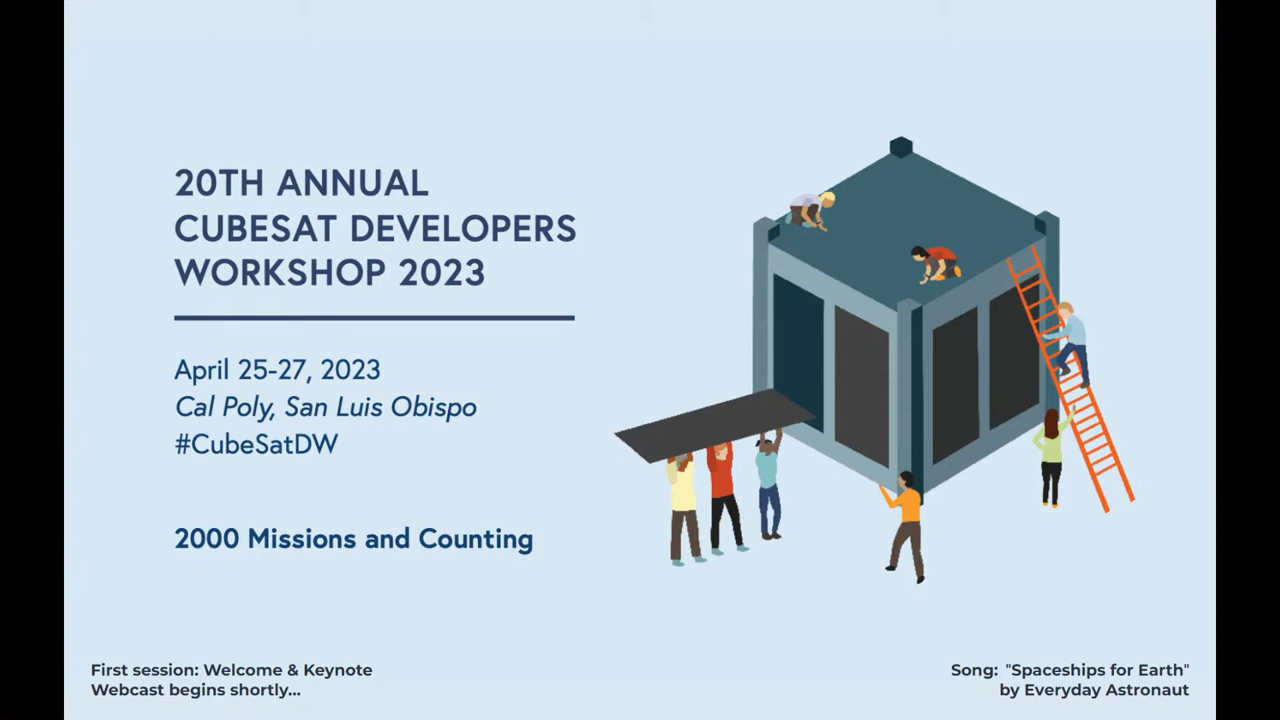 20TH ANNUAL
CUBESAT DEVELOPERS
WORKSHOP 2023
April 25-27, 2023
Cal Poly, San Luis Obispo
#CubeSatDW
2000 Missions and Counting
First session: Welcome & Keynote
Webcast begins shortly...
Song: "Spaceships for Earth"
by Everyday Astronaut